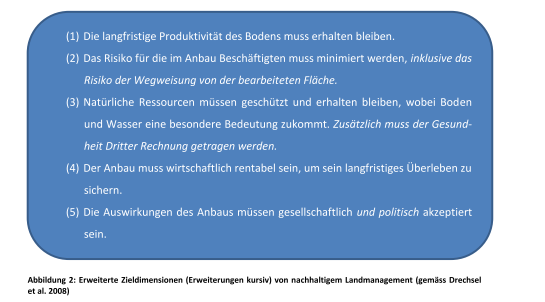 (1) Die langfristige Produktivität des Bodens muss erhalten bleiben.
(2) Das Risiko für die im Anbau Beschäftigten muss minimiert werden, inklusive das
Risiko der Wegweisung von der bearbeiteten Fläche.
(3) Natürliche Ressourcen müssen geschützt und erhalten bleiben, wobei Boden
und Wasser eine besondere Bedeutung zukommt. Zusätzlich muss der Gesund-
heit Dritter Rechnung getragen werden.
(4) Der Anbau muss wirtschaftlich rentabel sein, um sein langfristiges Überleben zu
sichern.
(5) Die Auswirkungen des Anbaus müssen gesellschaftlich und politisch akzeptiert
sein.
Abbildung 2: Erweiterte Zieldimensionen (Erweiterungen kursiv) von nachhaltigem Landmanagement (gemäss Drechsel
et al. 2008)